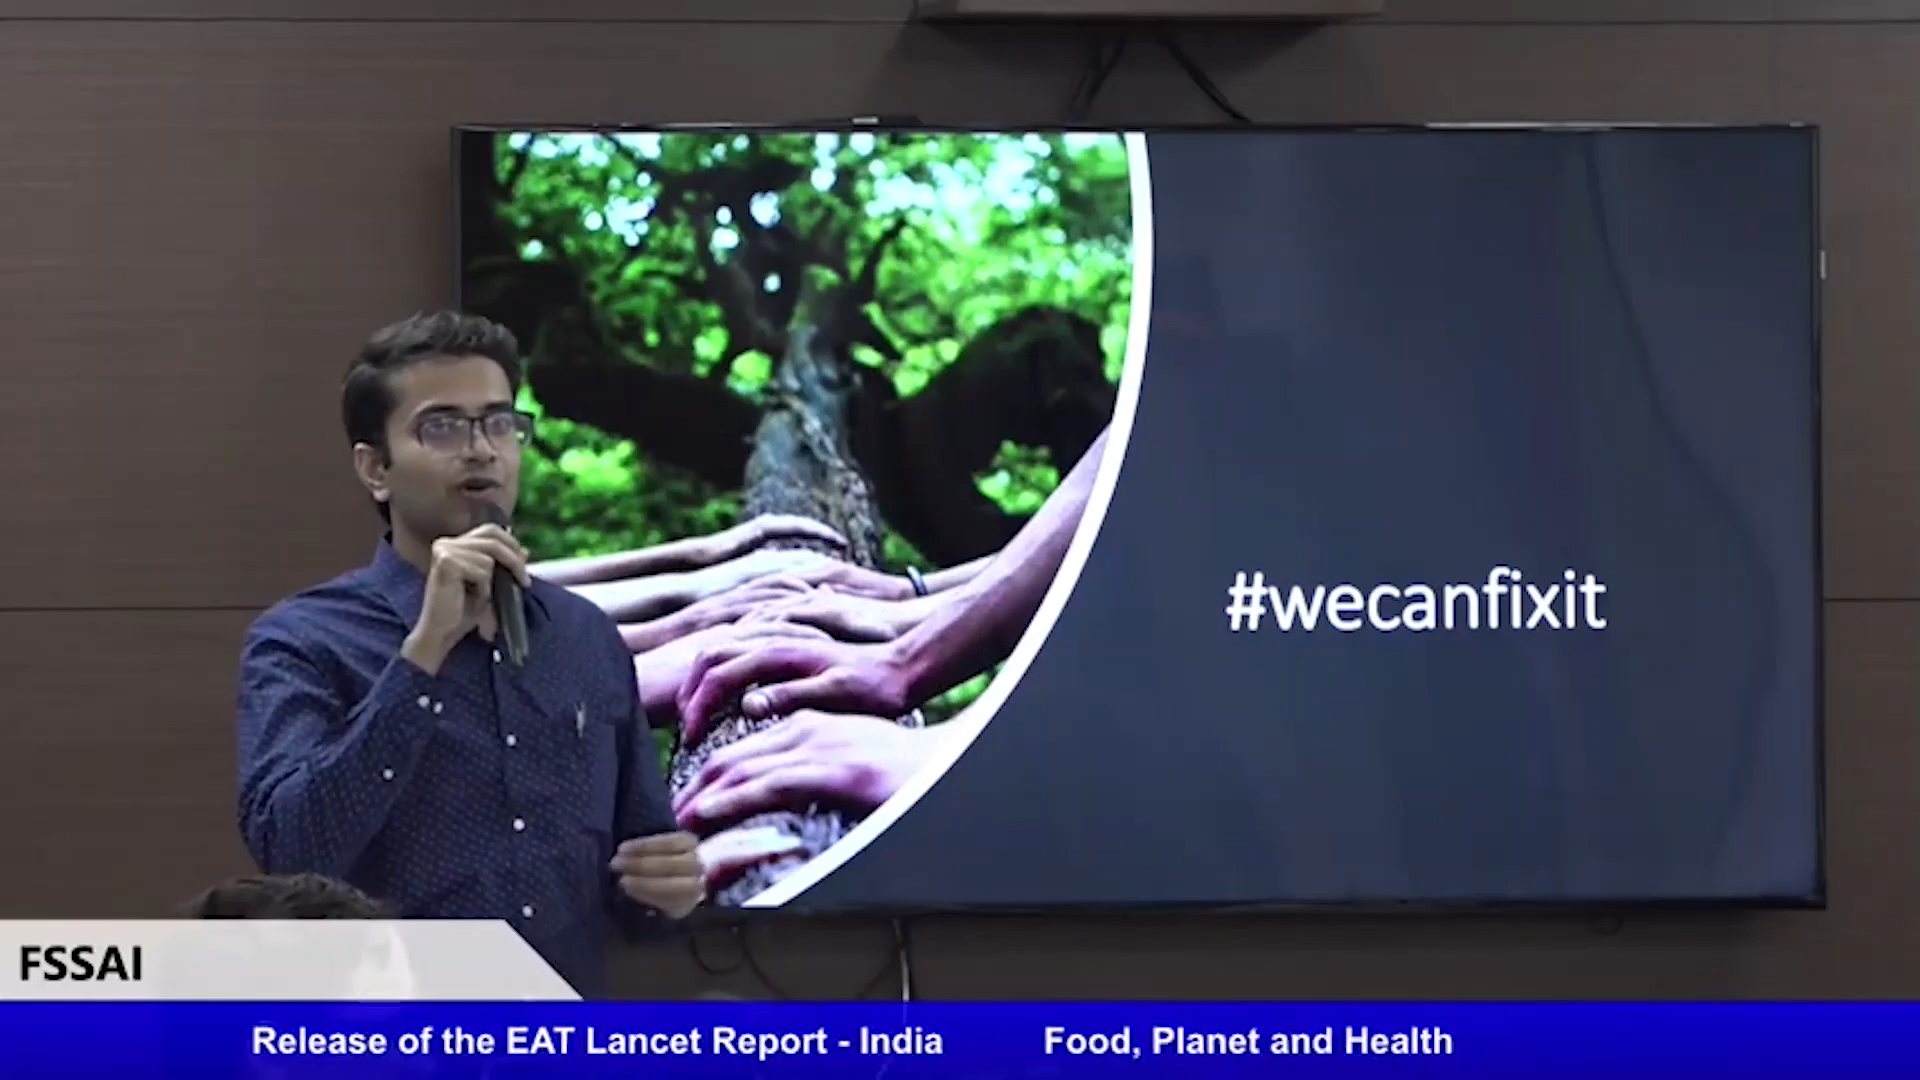 #wecanfixit
FSSAI
Release of the EAT Lancet Report - India Food, Planet and Health